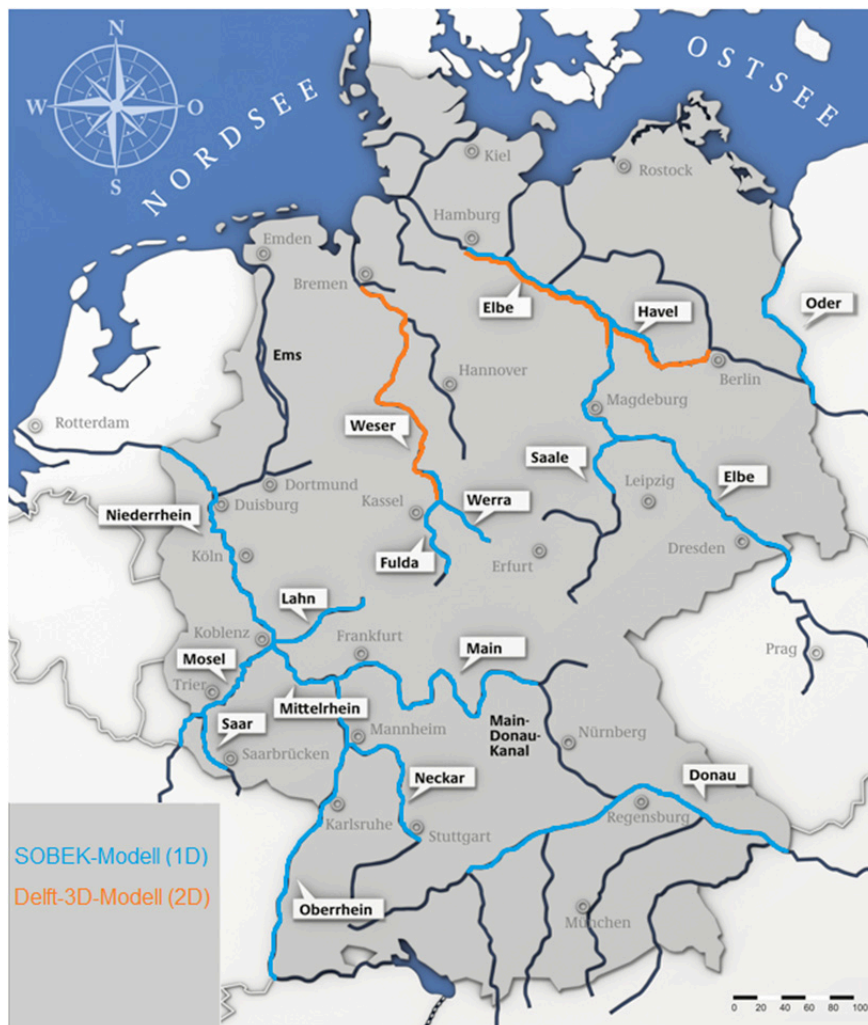 N
W
O
S
NORDSEE
OSTSEE
Kiel
Rostock
Hamburg
Emden
Bremen
Elbe
Havel
Oder
Ems
Hannover
Berlin
Rotterdam
Weser
Magdeburg
Saale
Leipzig
Elbe
Dortmund
Duisburg
Niederrhein
Kassel
Werra
Köln
Fulda
Erfurt
Dresden
Lahn
Koblenz
Frankfurt
Main
Prag
Mosel
Trier
Mittelrhein
Saar
Mannheim
Main-
Donau-
Kanal
Nürnberg
Saarbrücken
Neckar
Donau
Karlsruhe
Stuttgart
Regensburg
SOBEK-Modell (1D)
Delft-3D-Modell (2D)
Oberrhein
München
0 20 40 60 80 100